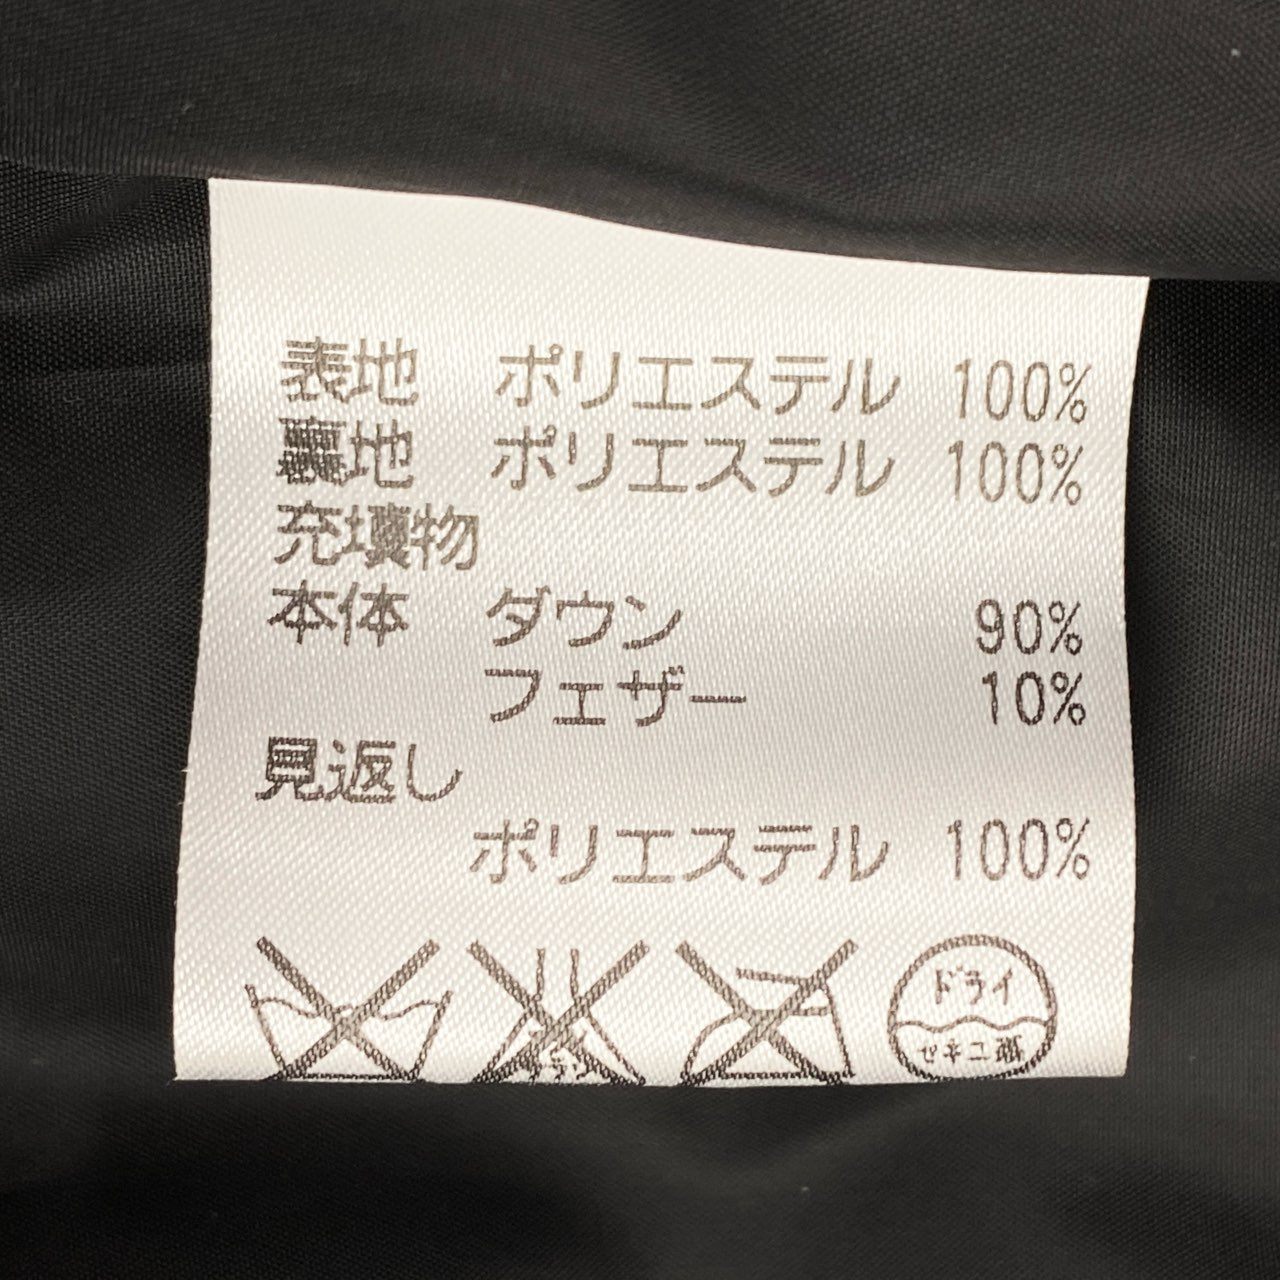 表地 ポリエステル 100%
裏地 ポリエステル 100%
充填物
本体 ダウン 90%
フェザー 10%
見返し
ポリエステル 100%
ドライ
セキユ系